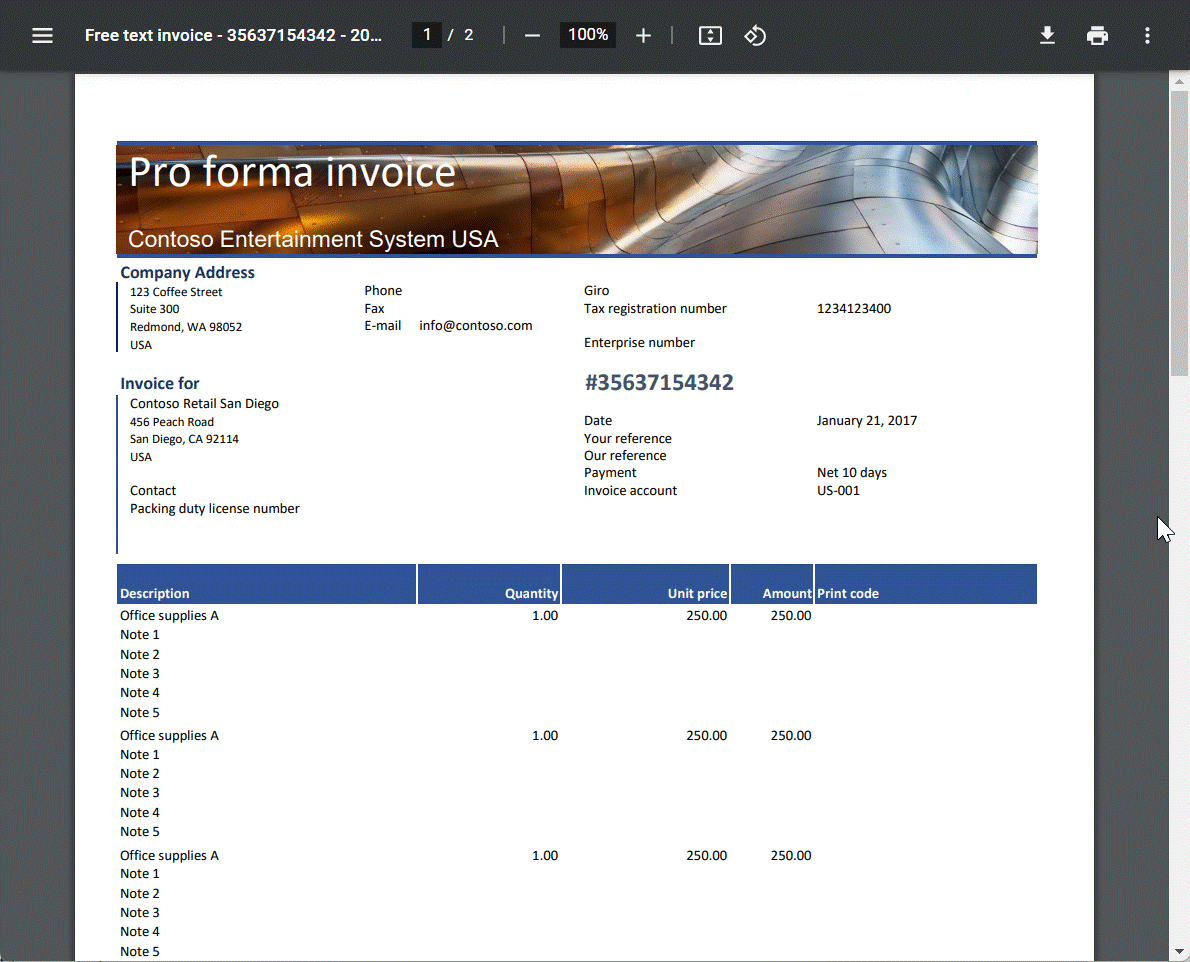 Free text invoice - 35637154342 - 20... 1 / 2 100%
Pro forma invoice
Contoso Entertainment System USA
Company Address
123 Coffee Street
Suite 300
Redmond, WA 98052
USA
Phone
Fax
E-mail info@contoso.com
Giro
Tax registration number 1234123400
Enterprise number
Invoice for
Contoso Retail San Diego
456 Peach Road
San Diego, CA 92114
USA
Contact
Packing duty license number
#35637154342
Date January 21, 2017
Your reference
Our reference
Payment Net 10 days
Invoice account US-001
Description Quantity Unit price Amount Print code
Office supplies A 1.00 250.00 250.00
Note 1
Note 2
Note 3
Note 4
Note 5
Office supplies A 1.00 250.00 250.00
Note 1
Note 2
Note 3
Note 4
Note 5
Office supplies A 1.00 250.00 250.00
Note 1
Note 2
Note 3
Note 4
Note 5